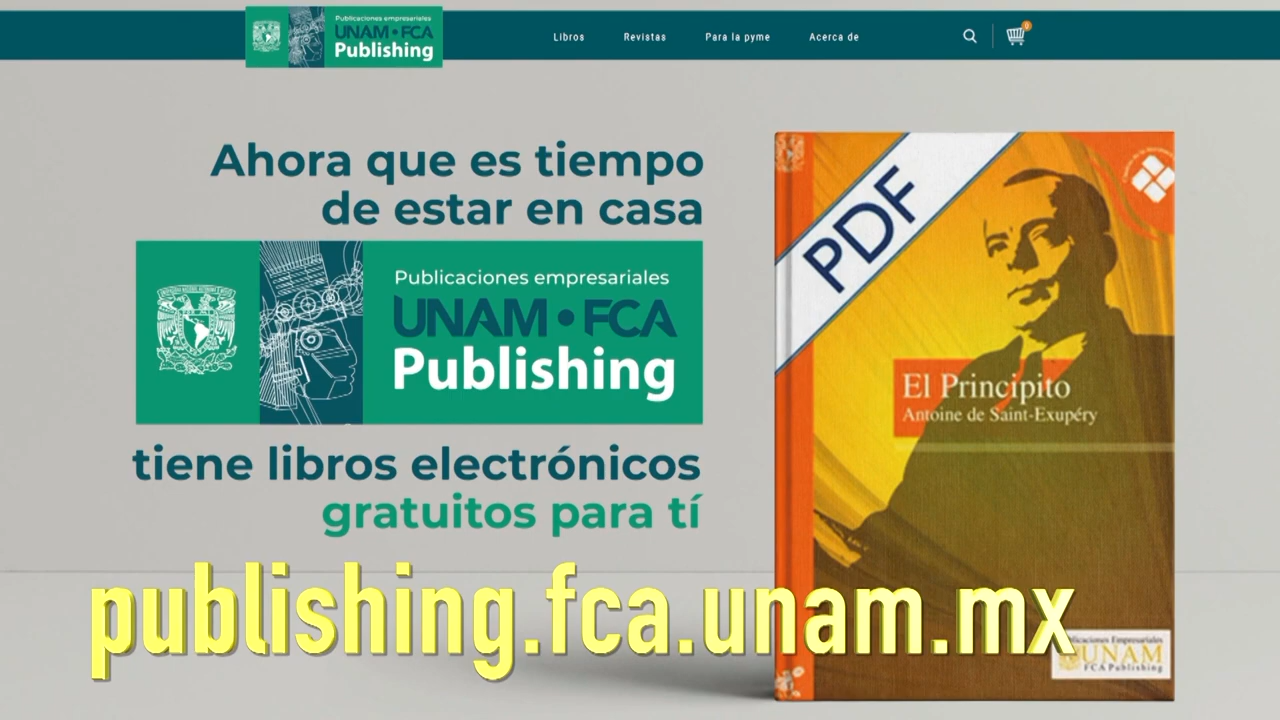 Publicaciones empresariales
UNAM•FCA
Publishing
Libros
Revistas
Para la pyme
Acerca de
0
Ahora que es tiempo
de estar en casa
Publicaciones empresariales
UNAM•FCA
Publishing
tiene libros electrónicos
gratuitos para tí
PDF
El Principito
Antoine de Saint-Exupéry
publishing.fca.unam.mx
Empresariales
UNAM
FCA Publishing